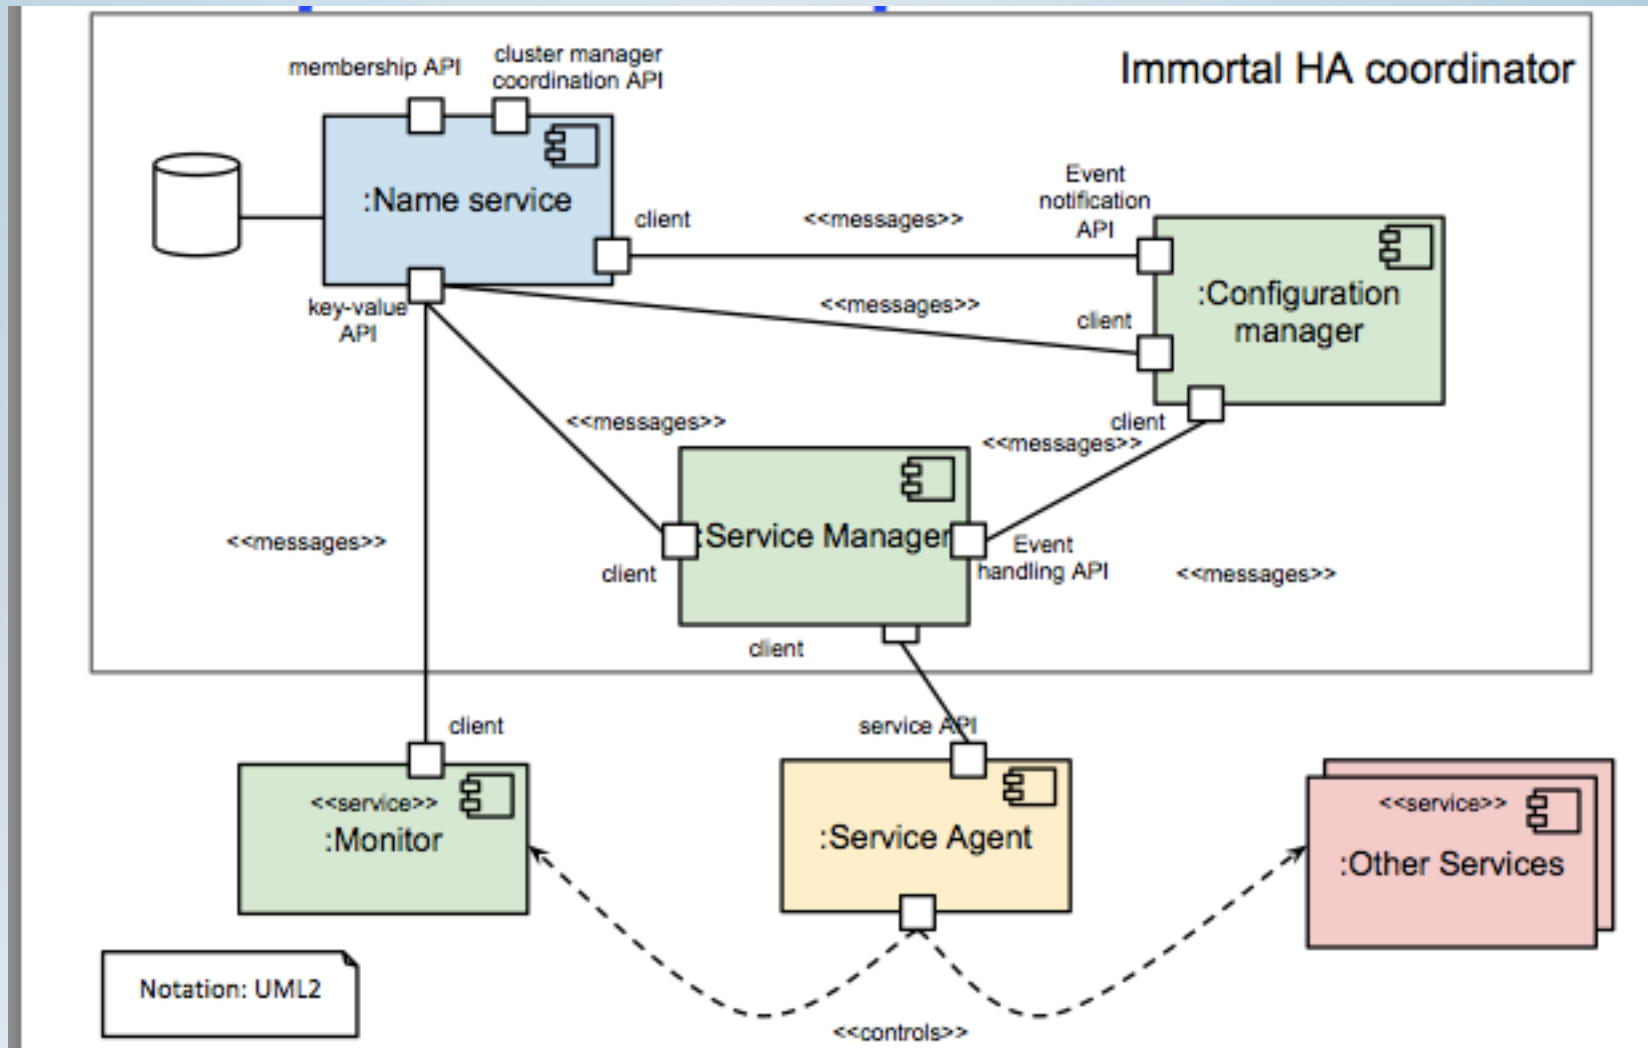 membership API
cluster manager
coordination API
Immortal HA coordinator
:Name service
client
<<messages>>
Event
notification
API
key-value
API
<<messages>>
client
:Configuration
manager
<<messages>>
client
<<messages>>
:Service Manager
client
Event
handling API
<<messages>>
<<messages>>
client
client
service API
<<service>>
:Monitor
:Service Agent
<<service>>
:Other Services
Notation: UML2
<<controls>>